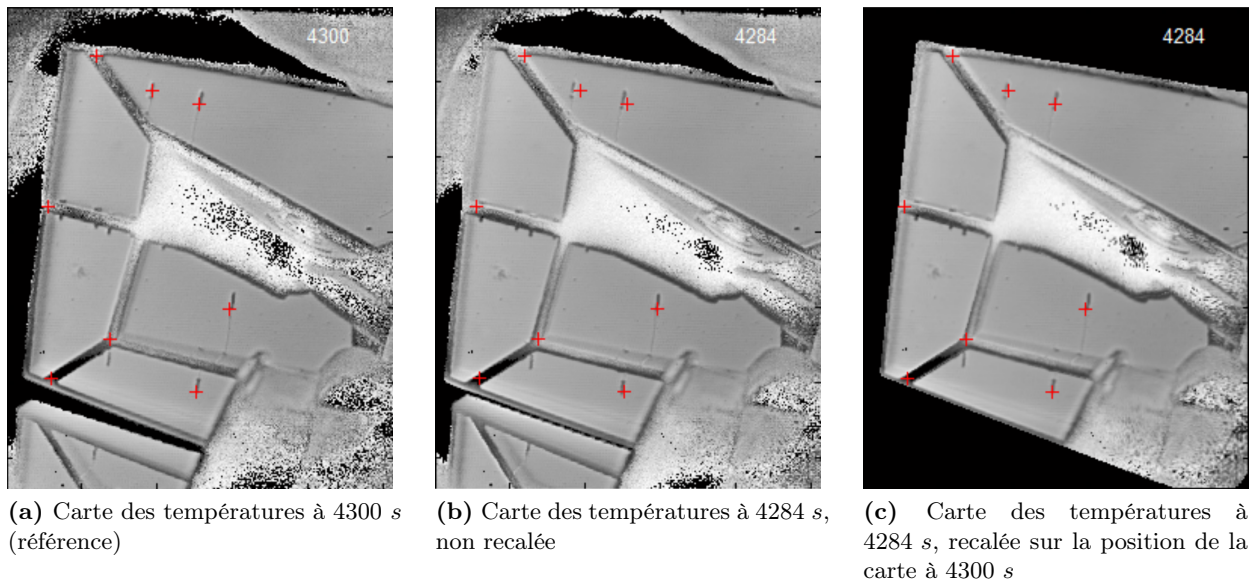 4300
4284
4284
(a) Carte des températures à 4300 s
(référence)
(b) Carte des températures à 4284 s,
non recalée
(c) Carte des températures à
4284 s, recalée sur la position de la
carte à 4300 s